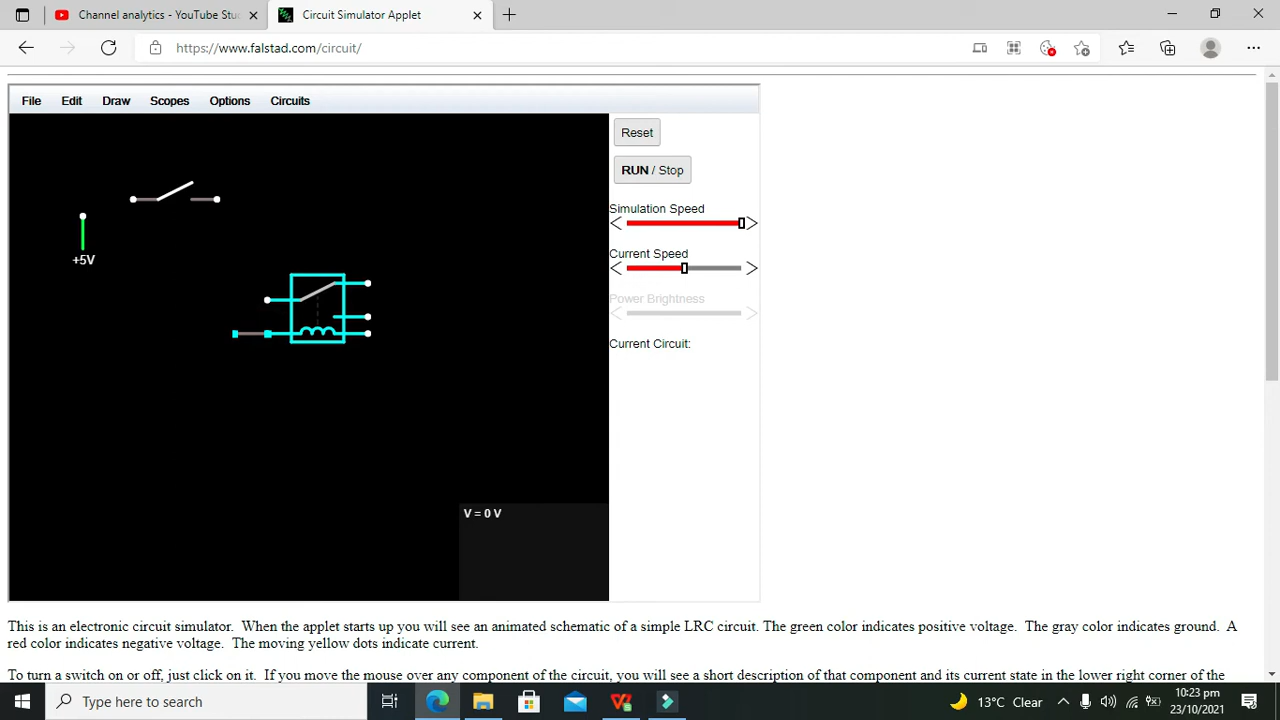 Channel analytics - YouTube Stu
Circuit Simulator Applet
https://www.falstad.com/circuit/
File Edit Draw Scopes Options Circuits
Reset
RUN / Stop
Simulation Speed
Current Speed
Power Brightness
Current Circuit:
+5V
V = 0 V
This is an electronic circuit simulator. When the applet starts up you will see an animated schematic of a simple LRC circuit. The green color indicates positive voltage. The gray color indicates ground. A
red color indicates negative voltage. The moving yellow dots indicate current.
To turn a switch on or off, just click on it. If you move the mouse over any component of the circuit, you will see a short description of that component and its current state in the lower right corner of the
Type here to search
13°C Clear
10:23 pm
23/10/2021